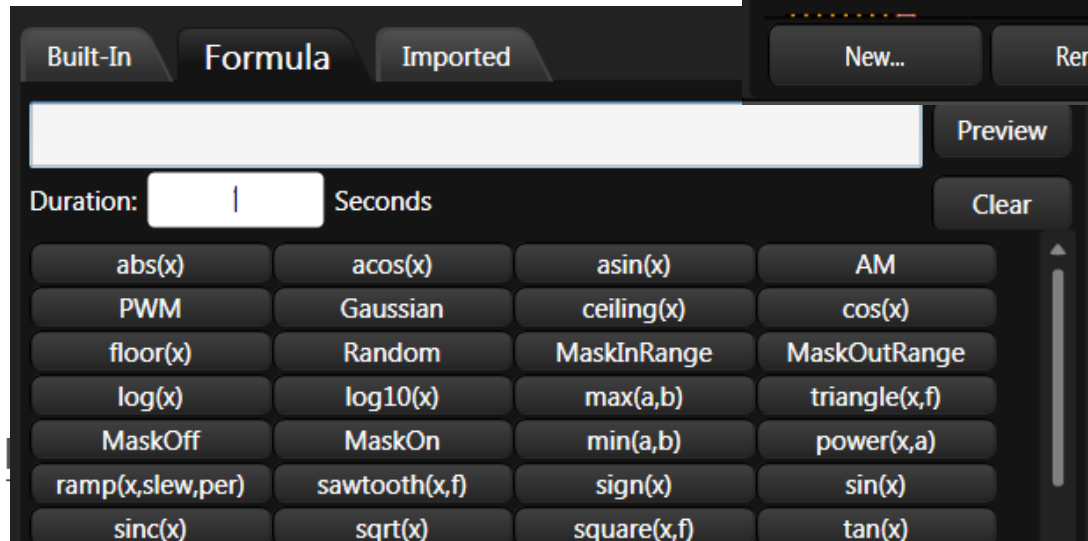 New...
Built-In Formula Imported
Preview
Duration: 1 Seconds Clear
abs(x) acos(x) asin(x) AM
PWM Gaussian ceiling(x) cos(x)
floor(x) Random MaskInRange MaskOutRange
log(x) log10(x) max(a,b) triangle(x,f)
MaskOff MaskOn min(a,b) power(x,a)
ramp(x,slew,per) sawtooth(x,f) sign(x) sin(x)
sinc(x) sqrt(x) square(x,f) tan(x)